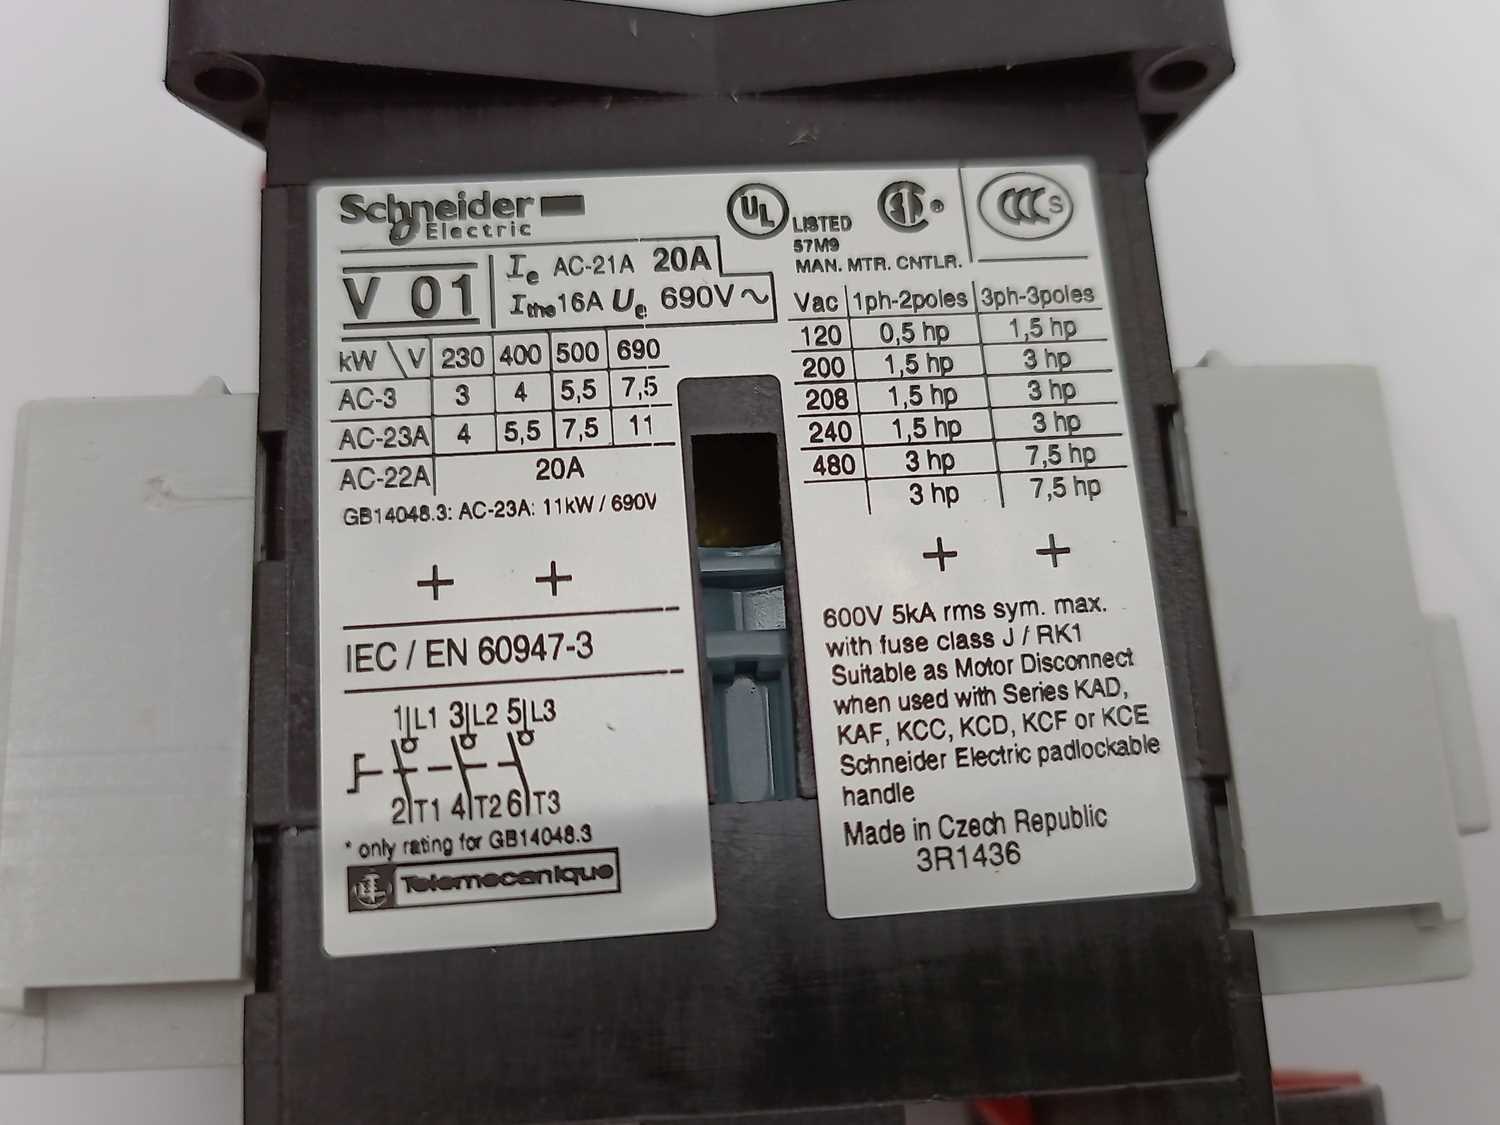 Schneider
Electric
UL
LISTED
57M9
MAN. MTR. CNTLR.
CCC S
V 01
Ie AC-21A 20A
Ithe 16A Ue 690V ~
kW \ V 230 400 500 690
AC-3 3 4 5,5 7,5
AC-23A 4 5,5 7,5 11
AC-22A 20A
GB14048.3: AC-23A: 11kW / 690V
IEC / EN 60947-3
1 L1 3 L2 5 L3
2 T1 4 T2 6 T3
* only rating for GB14048.3
Telemecanique
Vac 1ph-2poles 3ph-3poles
120 0,5 hp 1,5 hp
200 1,5 hp 3 hp
208 1,5 hp 3 hp
240 1,5 hp 3 hp
480 3 hp 7,5 hp
3 hp 7,5 hp
600V 5kA rms sym. max.
with fuse class J / RK1
Suitable as Motor Disconnect
when used with Series KAD,
KAF, KCC, KCD, KCF or KCE
Schneider Electric padlockable
handle
Made in Czech Republic
3R1436